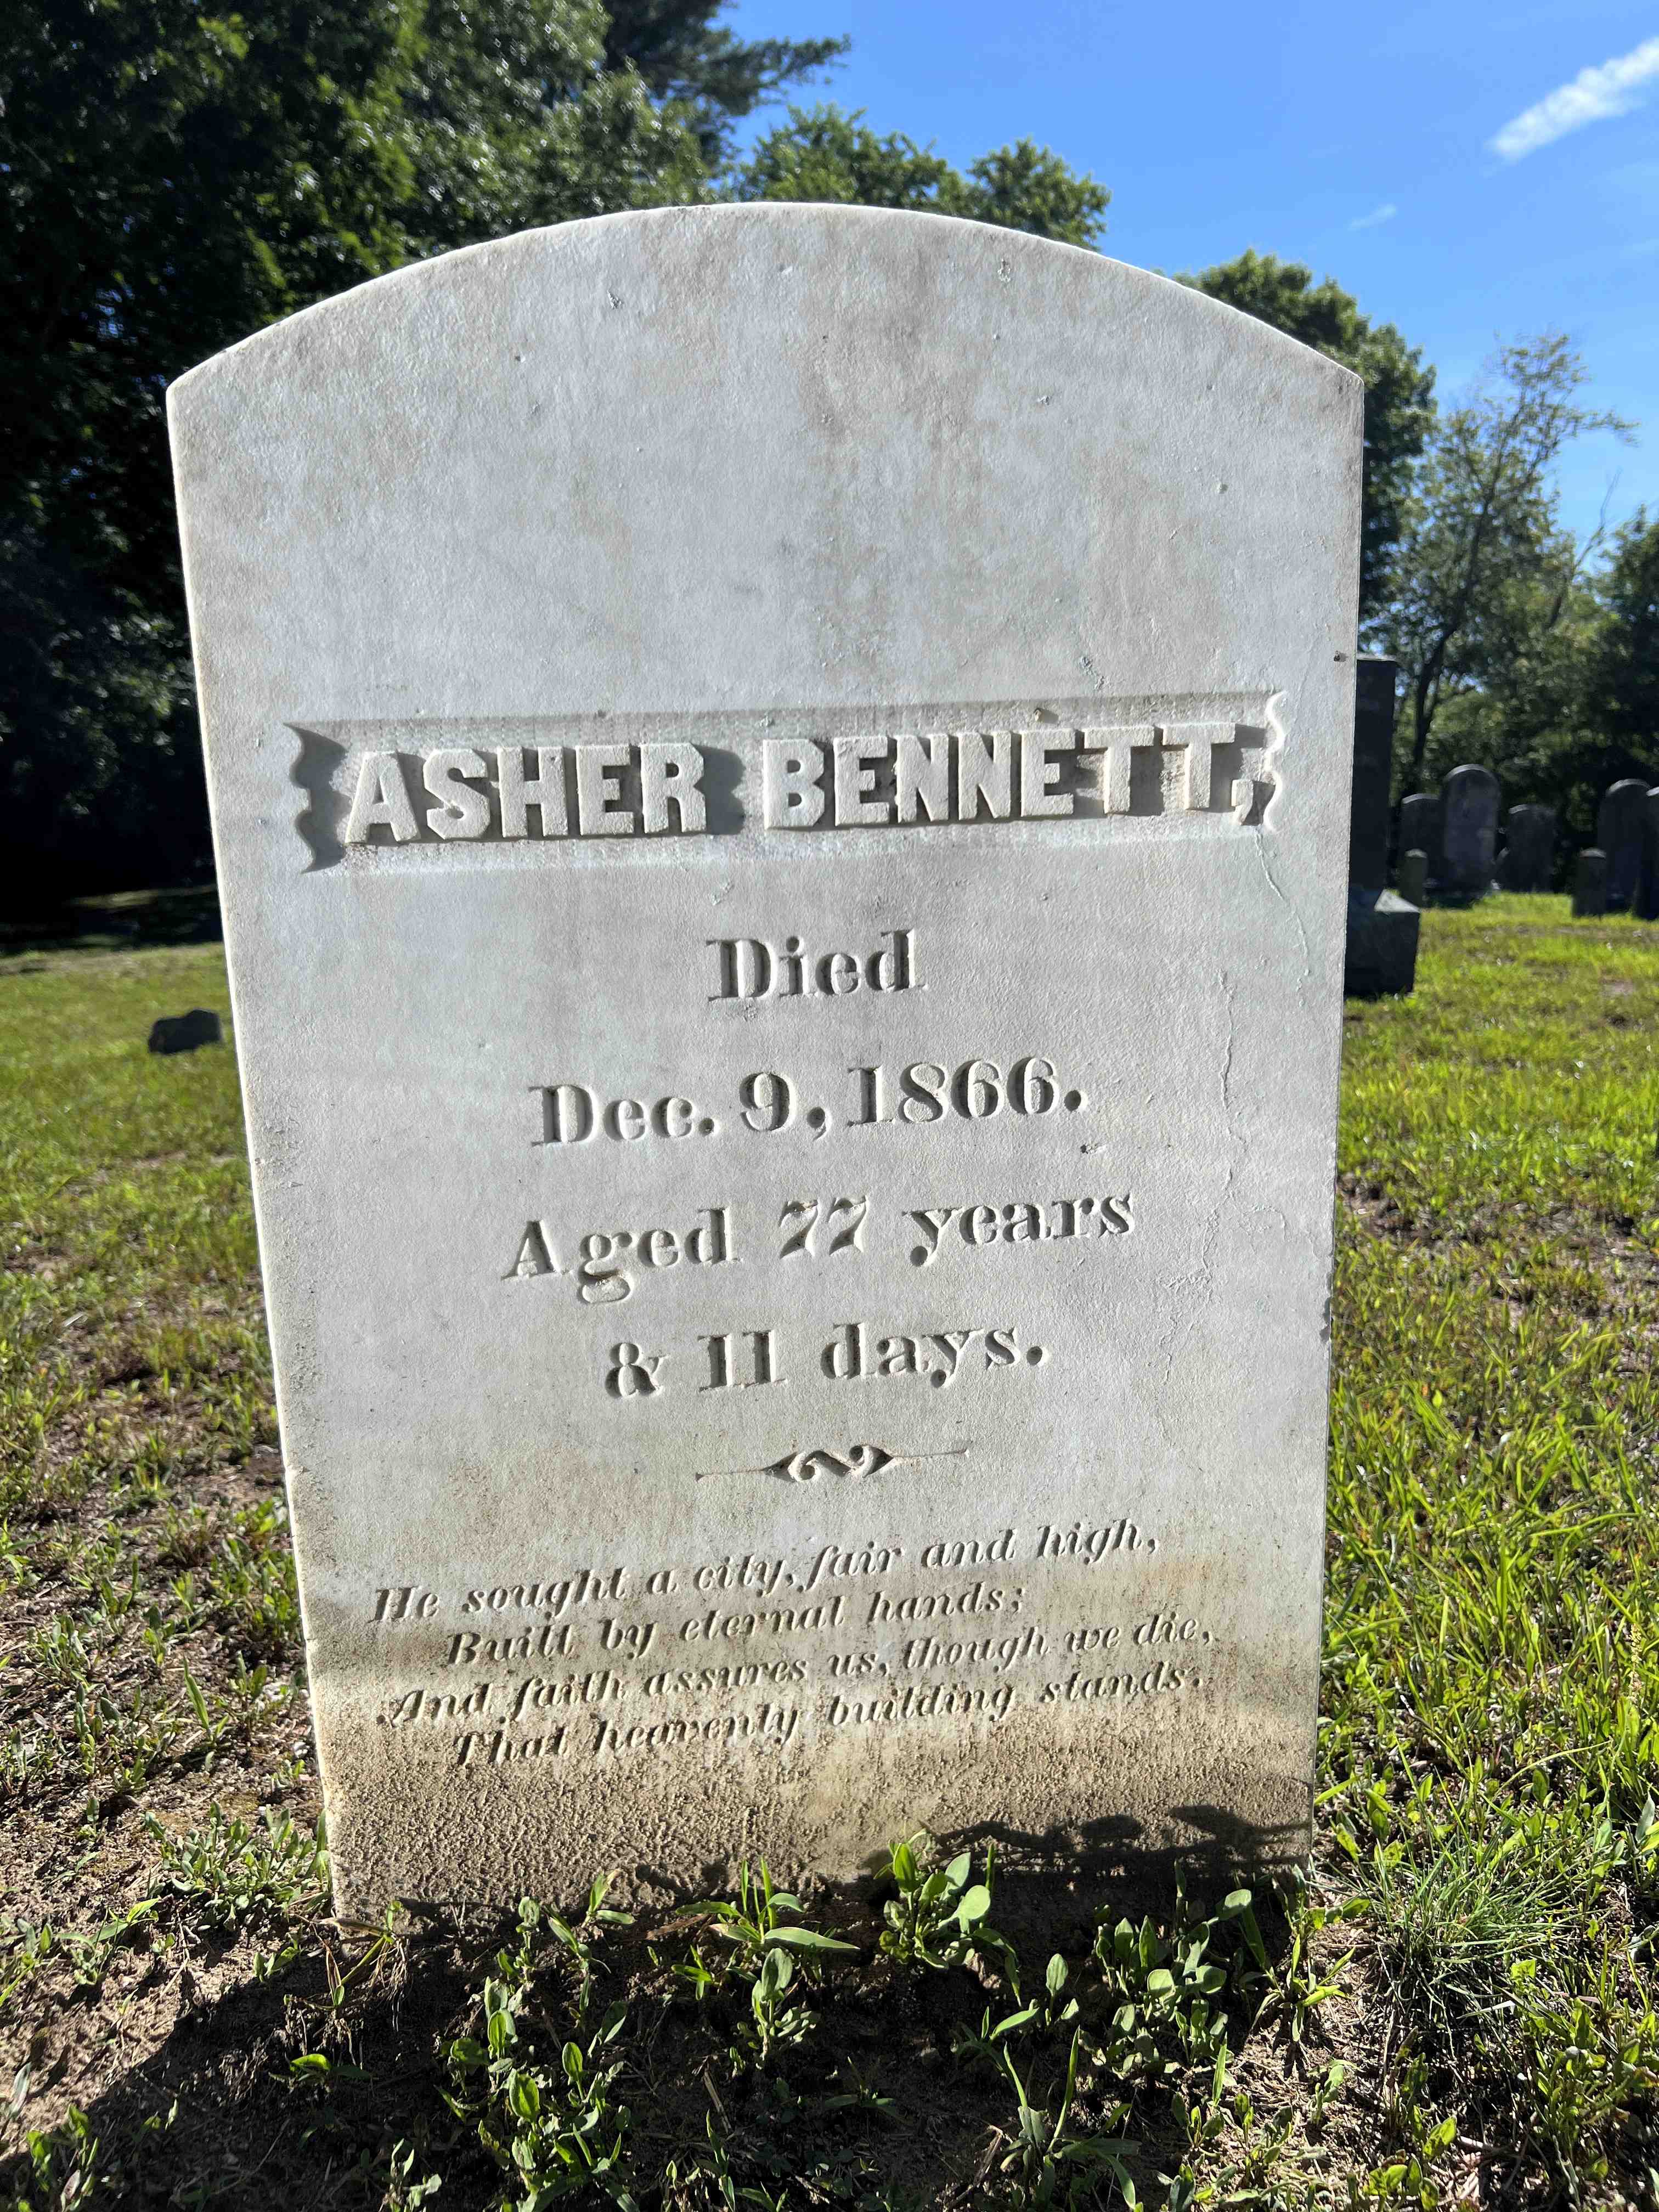 ASHER BENNETT,
Died
Dec. 9, 1866.
Aged 77 years
& 11 days.
He sought a city, fair and high,
Built by eternal hands;
And faith assures us, though we die,
That heavenly building stands.